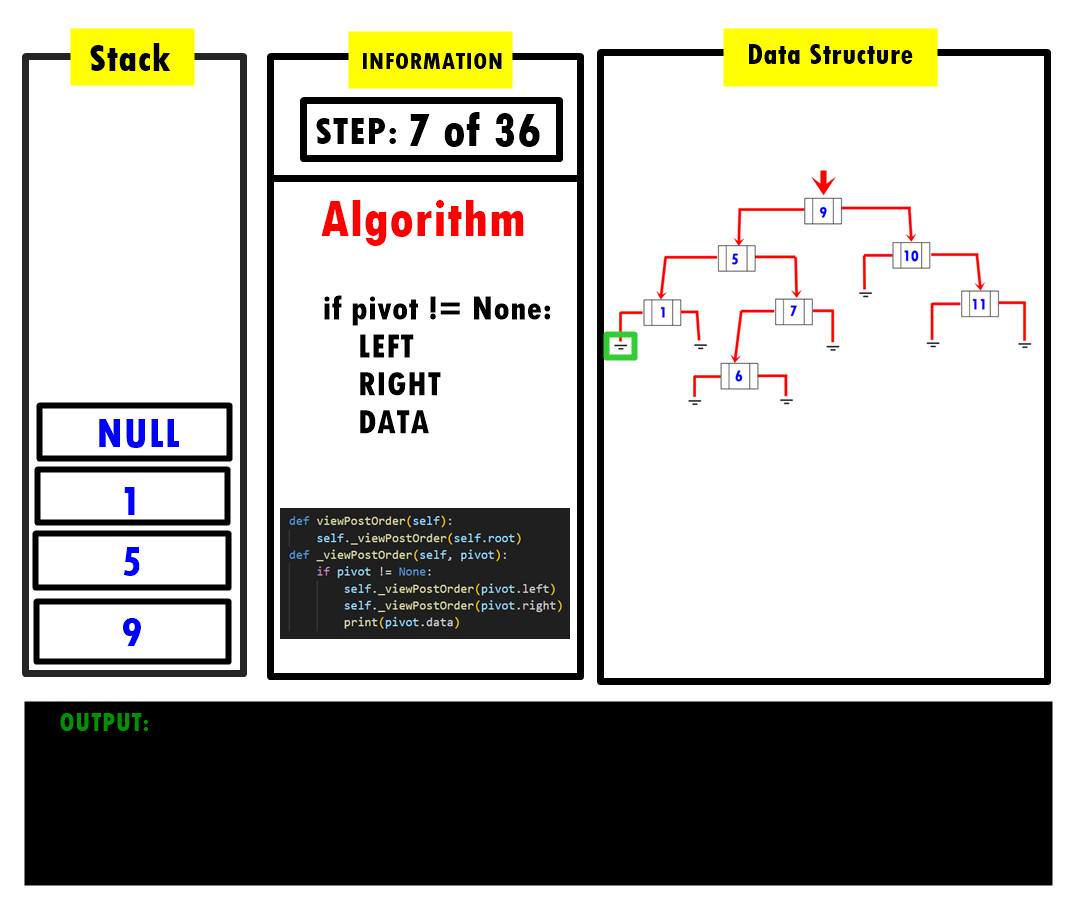 Stack
NULL
1
5
9
INFORMATION
STEP: 7 of 36
Algorithm
if pivot != None:
LEFT
RIGHT
DATA
def viewPostOrder(self):
self._viewPostOrder(self.root)
def _viewPostOrder(self, pivot):
if pivot != None:
self._viewPostOrder(pivot.left)
self._viewPostOrder(pivot.right)
print(pivot.data)
Data Structure
9
5
10
1
7
11
6
OUTPUT: